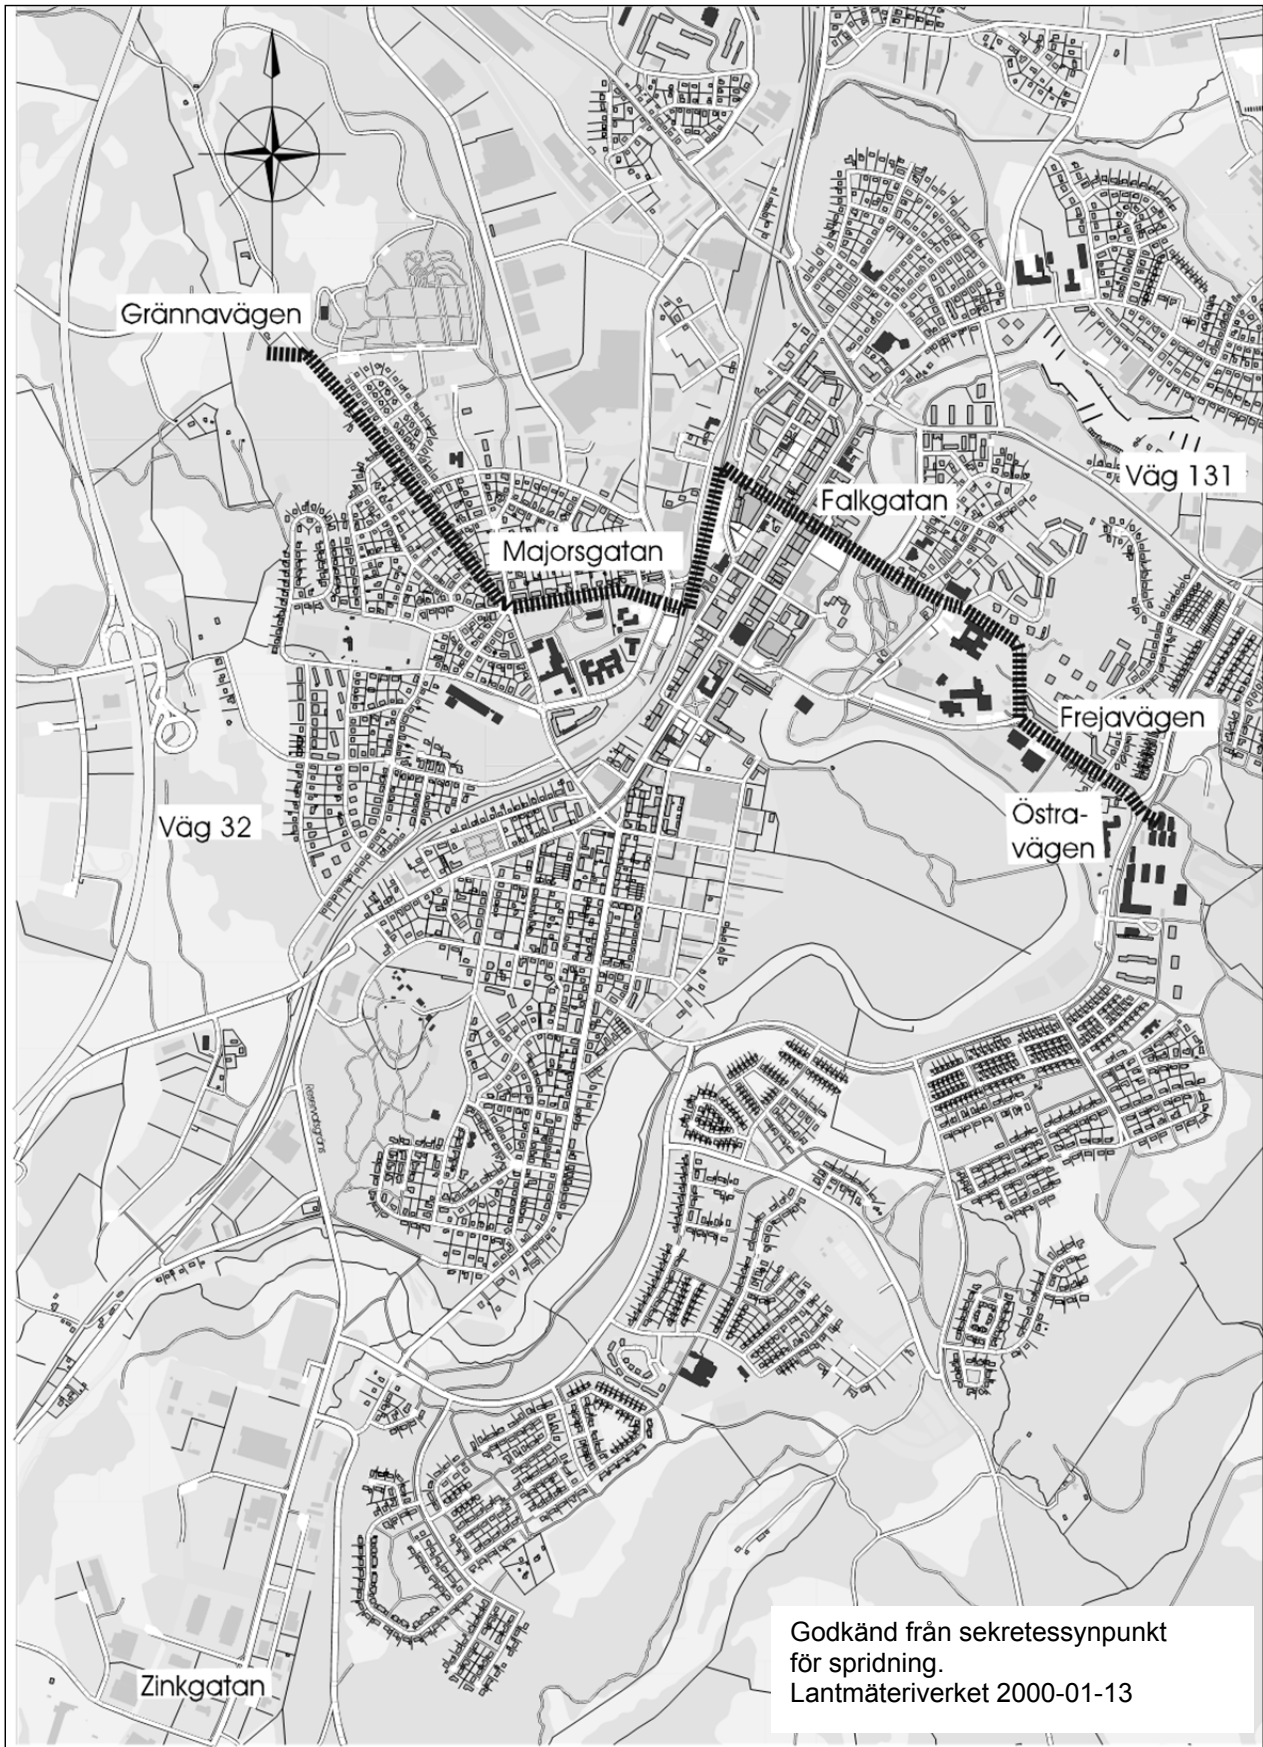 Grännavägen
Väg 131
Falkgatan
Majorsgatan
Frejavägen
Östra-
vägen
Väg 32
Reservatsgräns
Zinkgatan
Godkänd från sekretessynpunkt
för spridning.
Lantmäteriverket 2000-01-13